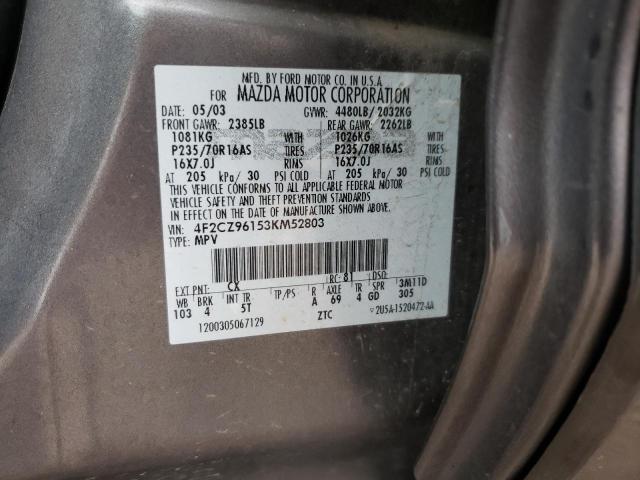 MFD. BY FORD MOTOR CO. IN U.S.A.
FOR MAZDA MOTOR CORPORATION
DATE: 05/03 GVWR: 4480LB/ 2032KG
FRONT GAWR: 2385LB REAR GAWR: 2262LB
1081KG WITH 1026KG WITH
P235/70R16AS TIRES P235/70R16AS TIRES
16X7.0J RIMS 16X7.0J RIMS
AT 205 kPa/ 30 PSI COLD AT 205 kPa/ 30 PSI COLD
THIS VEHICLE CONFORMS TO ALL APPLICABLE FEDERAL MOTOR
VEHICLE SAFETY AND THEFT PREVENTION STANDARDS
IN EFFECT ON THE DATE OF MANUFACTURE SHOWN ABOVE.
VIN: 4F2CZ96153KM52803
TYPE: MPV
EXT PNT: CX RC: 81 DSO:
WB BRK INT TR TP/PS R AXLE TR SPR 3M11D
103 4 5T A 69 4 GD 305
1200305067129 ZTC 2U5A-1520472-AA